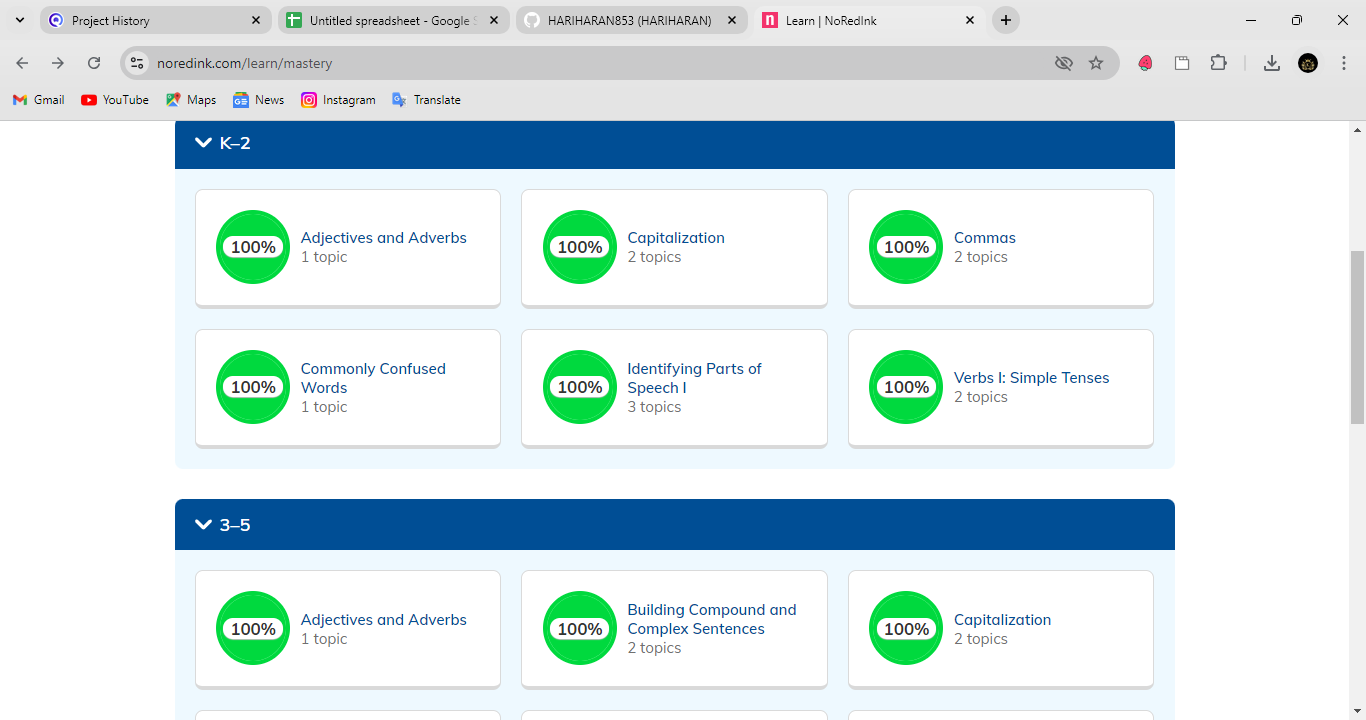 Project History
Untitled spreadsheet - Google S
HARIHARAN853 (HARIHARAN)
n
Learn | NoRedInk
noredink.com/learn/mastery
Gmail
YouTube
Maps
News
Instagram
Translate
K–2
100%
Adjectives and Adverbs
1 topic
100%
Capitalization
2 topics
100%
Commas
2 topics
100%
Commonly Confused
Words
1 topic
100%
Identifying Parts of
Speech I
3 topics
100%
Verbs I: Simple Tenses
2 topics
3–5
100%
Adjectives and Adverbs
1 topic
100%
Building Compound and
Complex Sentences
2 topics
100%
Capitalization
2 topics